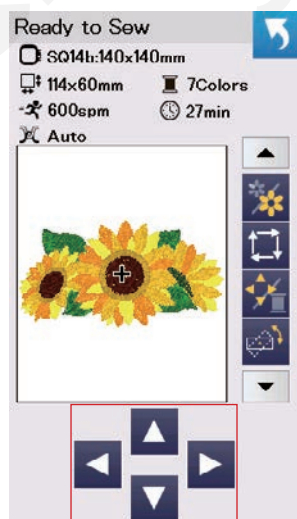 Ready to Sew
SQ14b:140x140mm
114x60mm 7Colors
600spm 27min
Auto